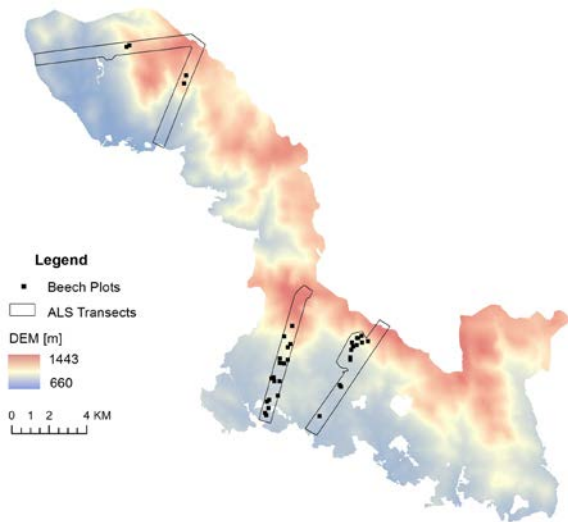 Legend
Beech Plots
ALS Transects
DEM [m]
1443
660
0 1 2 4 KM